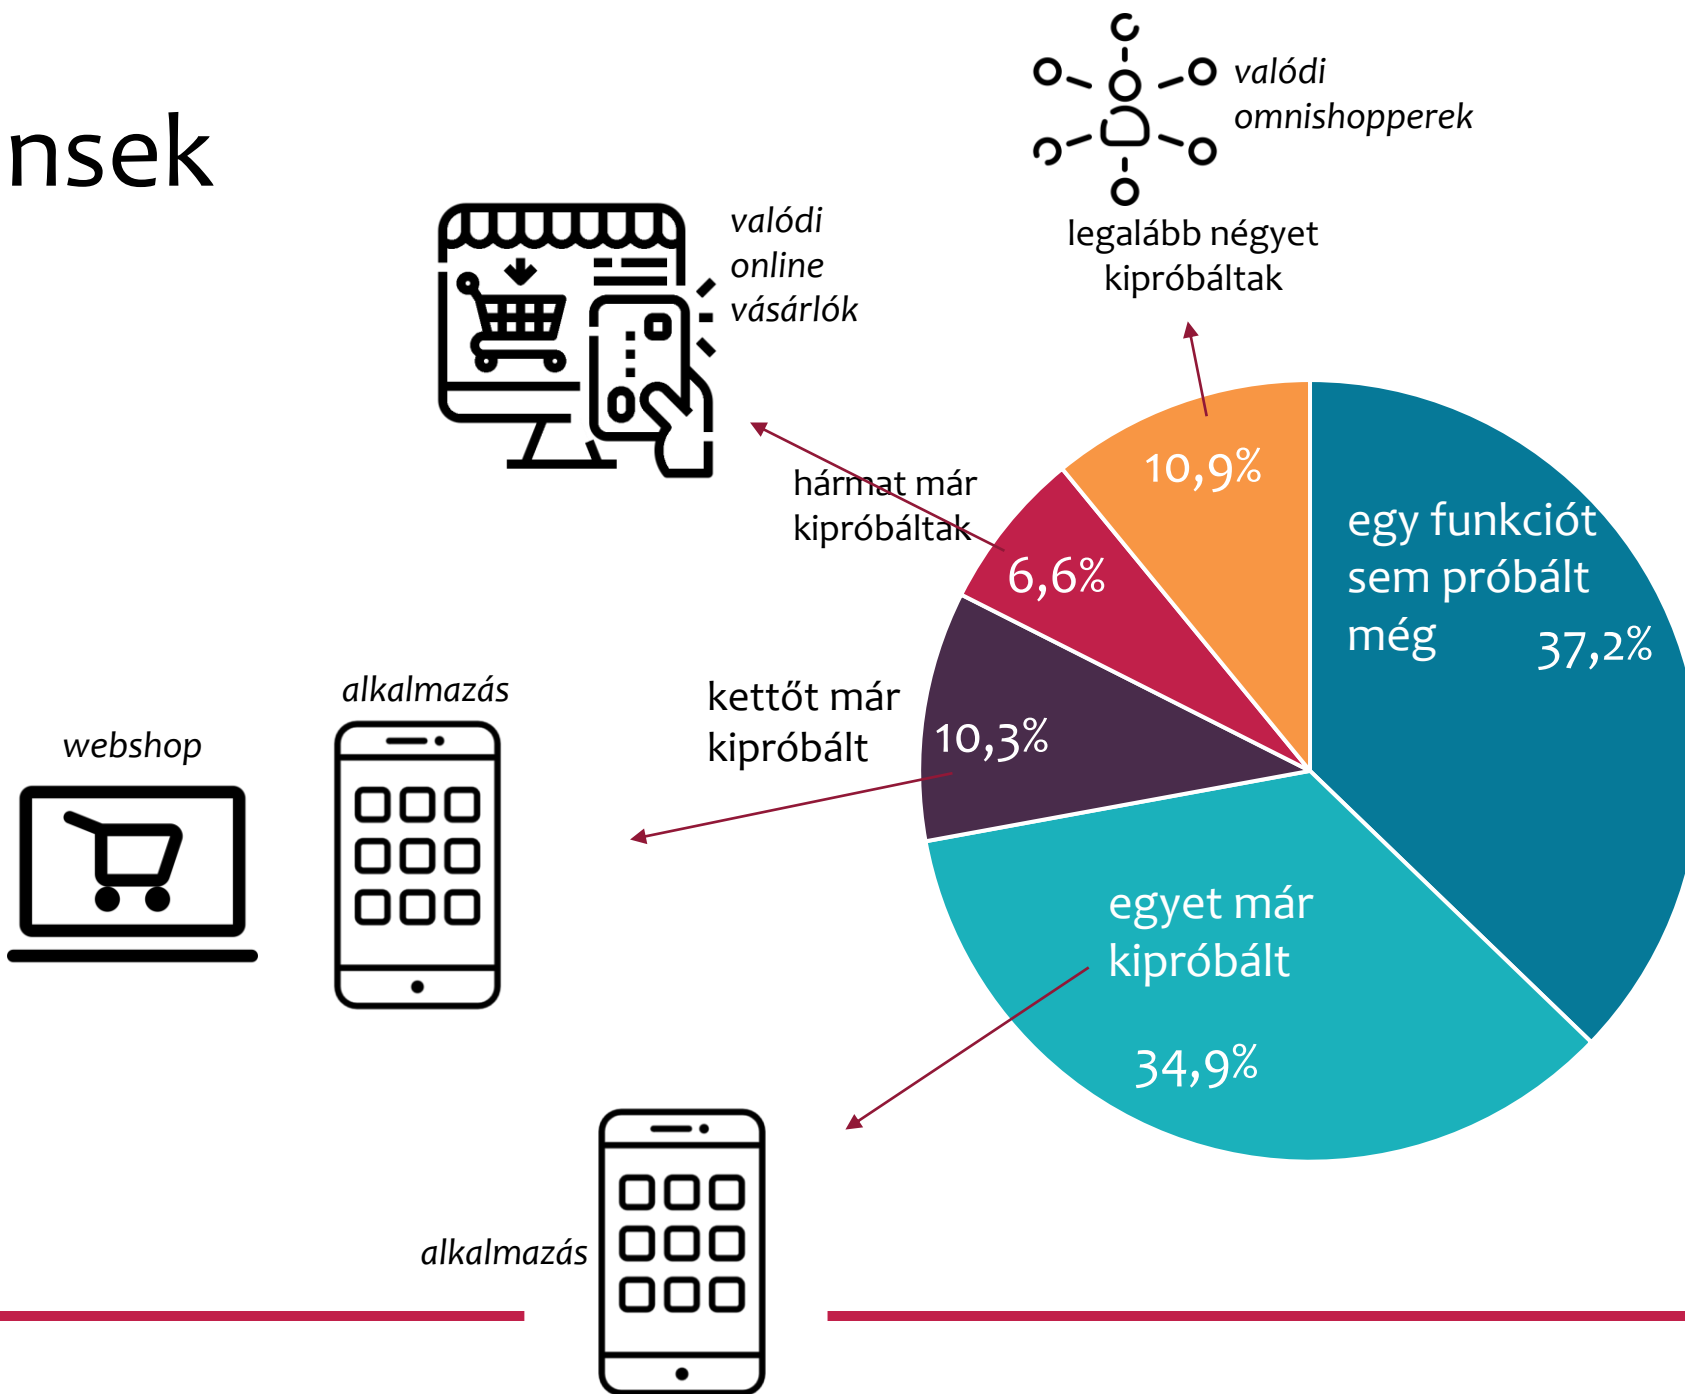 nsek
valódi
omnishopperek
legalább négyet
kipróbáltak
valódi
online
vásárlók
hármat már
kipróbáltak
10,9%
6,6%
egy funkciót
sem próbált
még
37,2%
kettőt már
kipróbált
10,3%
alkalmazás
webshop
egyet már
kipróbált
34,9%
alkalmazás